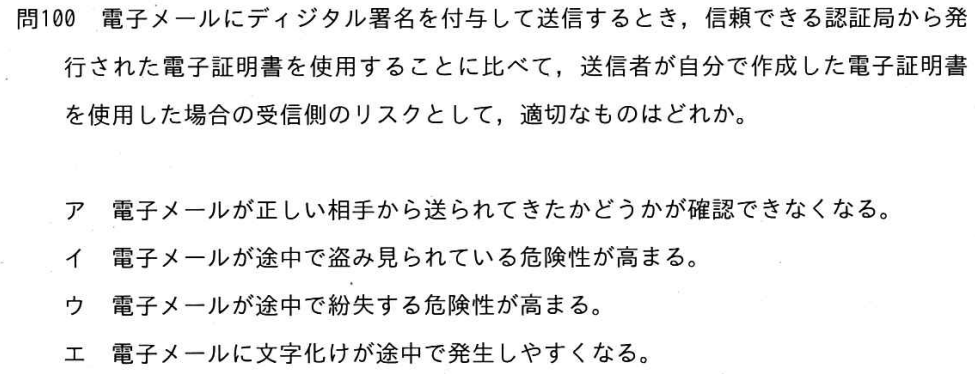 問100 電子メールにディジタル署名を付与して送信するとき，信頼できる認証局から発
行された電子証明書を使用することに比べて，送信者が自分で作成した電子証明書
を使用した場合の受信側のリスクとして，適切なものはどれか。
ア 電子メールが正しい相手から送られてきたかどうかが確認できなくなる。
イ 電子メールが途中で盗み見られている危険性が高まる。
ウ 電子メールが途中で紛失する危険性が高まる。
エ 電子メールに文字化けが途中で発生しやすくなる。